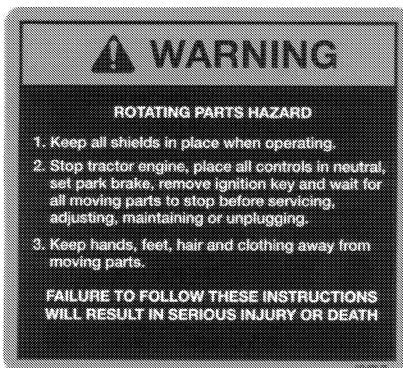 WARNING
ROTATING PARTS HAZARD
1. Keep all shields in place when operating.
2. Stop tractor engine, place all controls in neutral,
set park brake, remove ignition key and wait for
all moving parts to stop before servicing,
adjusting, maintaining or unplugging.
3. Keep hands, feet, hair and clothing away from
moving parts.
FAILURE TO FOLLOW THESE INSTRUCTIONS
WILL RESULT IN SERIOUS INJURY OR DEATH